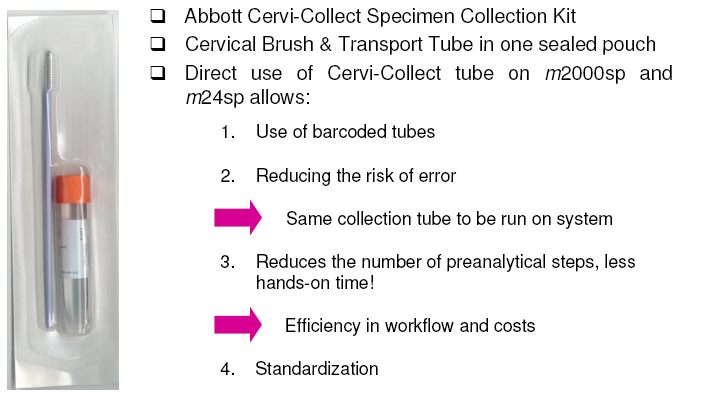 Abbott Cervi-Collect Specimen Collection Kit
Cervical Brush & Transport Tube in one sealed pouch
Direct use of Cervi-Collect tube on m2000sp and
m24sp allows:
1. Use of barcoded tubes
2. Reducing the risk of error
Same collection tube to be run on system
3. Reduces the number of preanalytical steps, less
hands-on time!
Efficiency in workflow and costs
4. Standardization